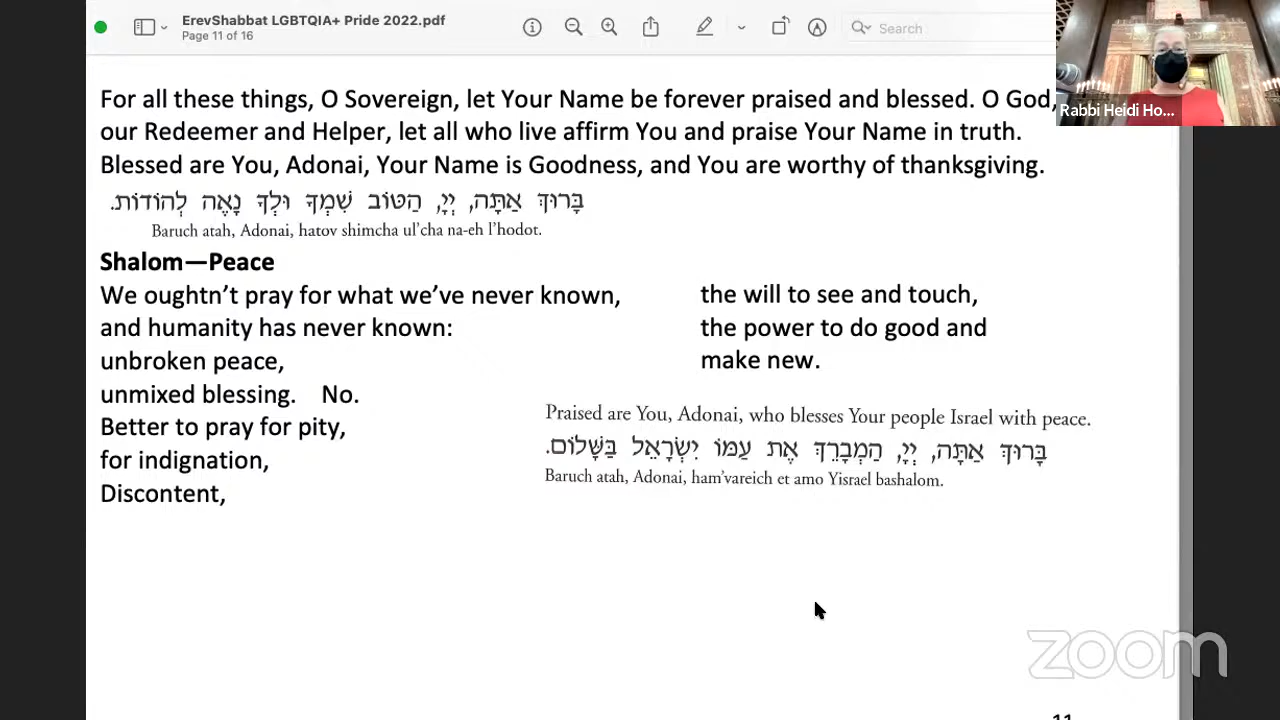 ErevShabbat LGBTQIA+ Pride 2022.pdf
Page 11 of 16
Search
Rabbi Heidi Ho...
For all these things, O Sovereign, let Your Name be forever praised and blessed. O God,
our Redeemer and Helper, let all who live affirm You and praise Your Name in truth.
Blessed are You, Adonai, Your Name is Goodness, and You are worthy of thanksgiving.
בָּרוּךְ אַתָּה, יְיָ, הַטּוֹב שִׁמְךָ וּלְךָ נָאֶה לְהוֹדוֹת.
Baruch atah, Adonai, hatov shimcha ul’cha na-eh l’hodot.
Shalom—Peace
We oughtn’t pray for what we’ve never known,
and humanity has never known:
unbroken peace,
unmixed blessing. No.
Better to pray for pity,
for indignation,
Discontent,
the will to see and touch,
the power to do good and
make new.
Praised are You, Adonai, who blesses Your people Israel with peace.
בָּרוּךְ אַתָּה, יְיָ, הַמְבָרֵךְ אֶת עַמּוֹ יִשְׂרָאֵל בַּשָּׁלוֹם.
Baruch atah, Adonai, ham’vareich et amo Yisrael bashalom.
zoom
11